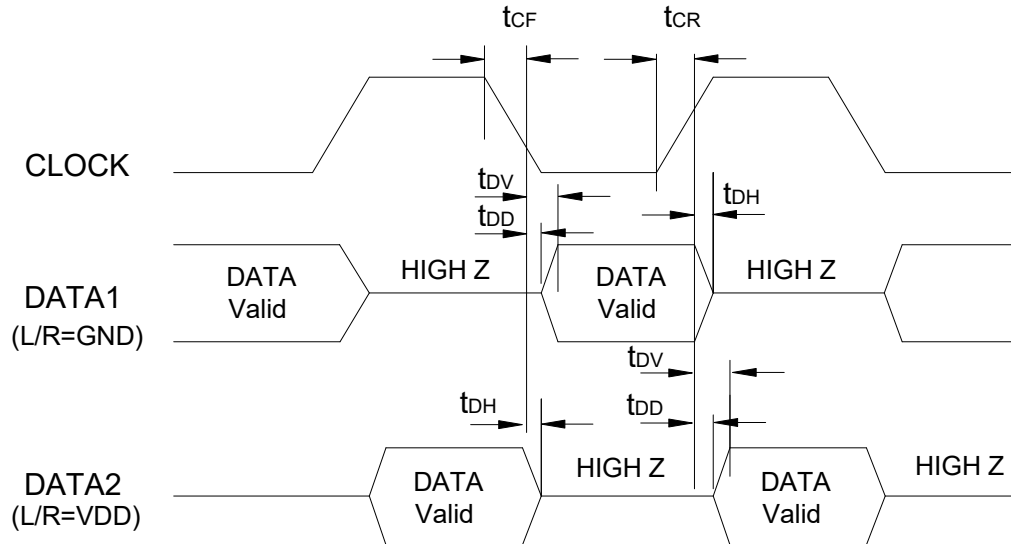 tCF
tCR
CLOCK
tDV
tDD
tDH
DATA1
(L/R=GND)
DATA
Valid
HIGH Z
DATA
Valid
HIGH Z
tDV
tDH
tDD
DATA2
(L/R=VDD)
DATA
Valid
HIGH Z
DATA
Valid
HIGH Z